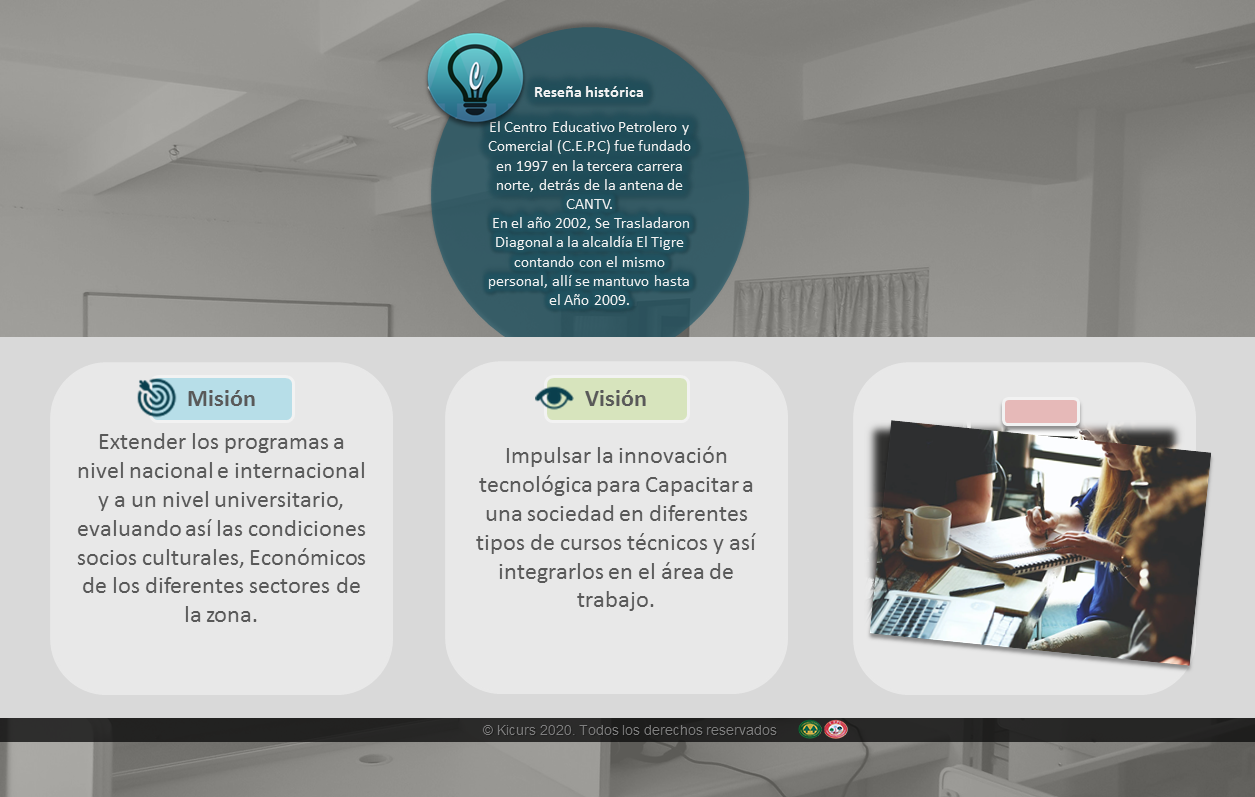 C
Reseña histórica
El Centro Educativo Petrolero y
Comercial (C.E.P.C) fue fundado
en 1997 en la tercera carrera
norte, detrás de la antena de
CANTV.
En el año 2002, Se Trasladaron
Diagonal a la alcaldía El Tigre
contando con el mismo
personal, allí se mantuvo hasta
el Año 2009.
Misión
Extender los programas a
nivel nacional e internacional
y a un nivel universitario,
evaluando así las condiciones
socios culturales, Económicos
de los diferentes sectores de
la zona.
Visión
Impulsar la innovación
tecnológica para Capacitar a
una sociedad en diferentes
tipos de cursos técnicos y así
integrarlos en el área de
trabajo.
© Kicurs 2020. Todos los derechos reservados